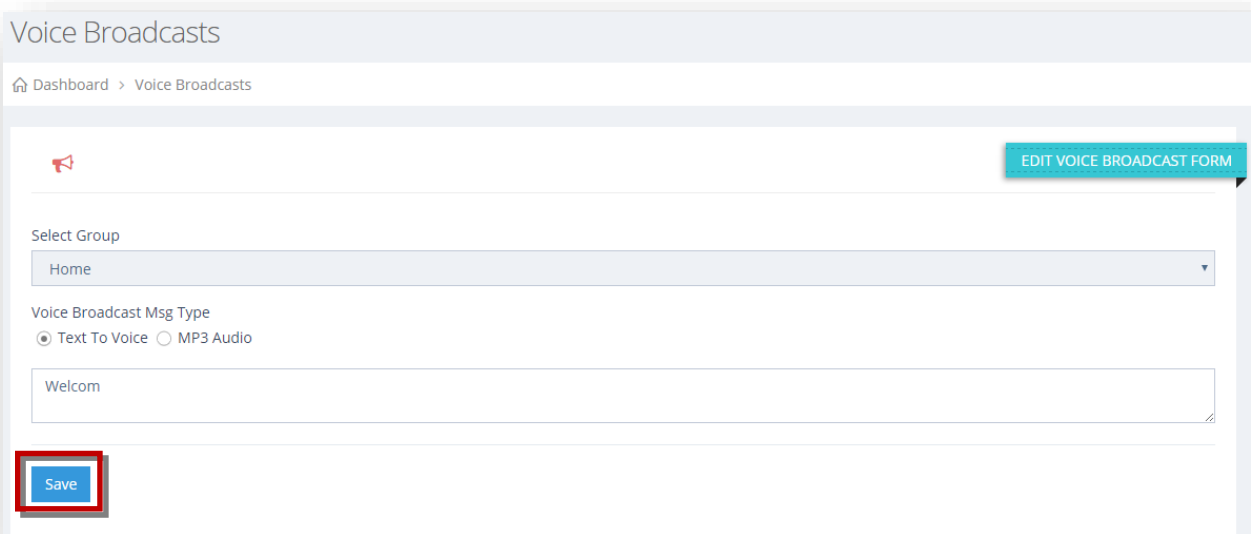 Voice Broadcasts
Dashboard > Voice Broadcasts
EDIT VOICE BROADCAST FORM
Select Group
Home
Voice Broadcast Msg Type
Text To Voice MP3 Audio
Welcom
Save